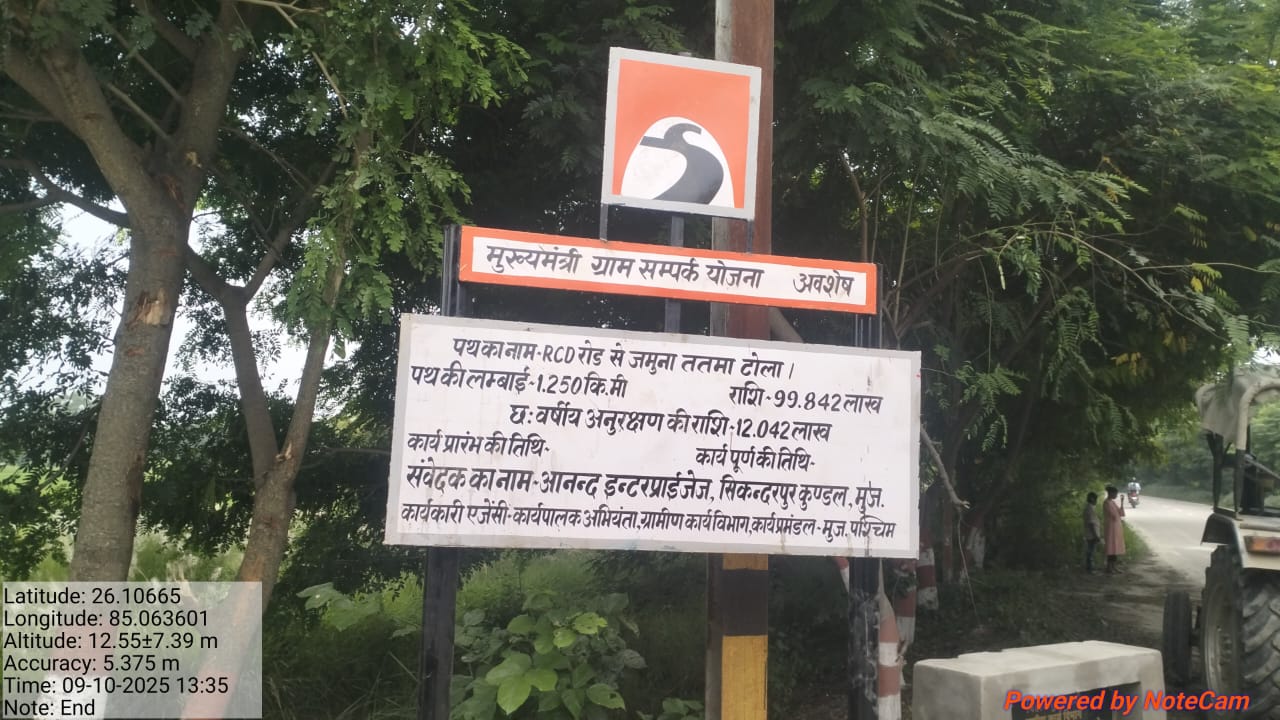 मुख्यमंत्री ग्राम सम्पर्क योजना अवशेष
पथ का नाम-RCD रोड से जमुना ततमा टोला।
पथ की लम्बाई-1.250 कि.मी राशि-99.842 लाख
छः वर्षीय अनुरक्षण की राशि-12.042 लाख
कार्य प्रारंभ की तिथि- कार्य पूर्ण की तिथि-
संवेदक का नाम-आनन्द इन्टरप्राईजेज, सिकन्दरपुर कुण्डल, मुज.
कार्यकारी एजेंसी-कार्यपालक अभियंता,ग्रामीण कार्य विभाग,कार्य प्रमंडल-मुज. पश्चिम
Latitude: 26.10665
Longitude: 85.063601
Altitude: 12.55±7.39 m
Accuracy: 5.375 m
Time: 09-10-2025 13:35
Note: End
Powered by NoteCam